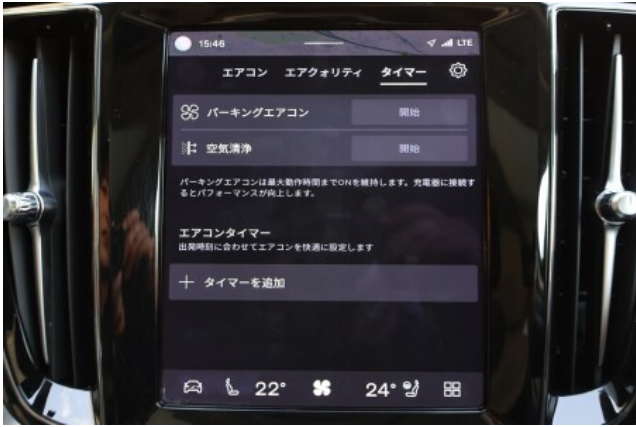 15:46 LTE
エアコン エアクォリティ タイマー
パーキングエアコン 開始
空気清浄 開始
パーキングエアコンは最大動作時間までONを維持します。充電器に接続す
るとパフォーマンスが向上します。
エアコンタイマー
出発時刻に合わせてエアコンを快適に設定します
タイマーを追加
22° 24°